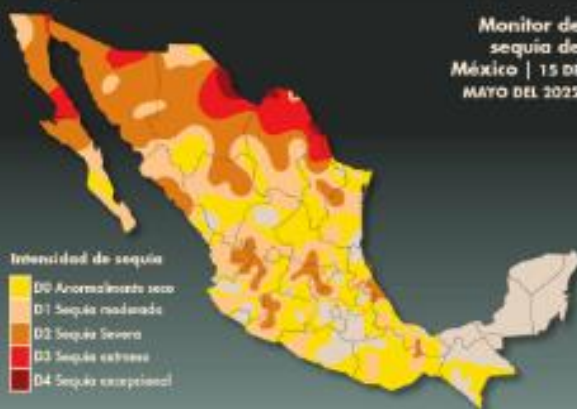 Monitor de
sequía de
México | 15 DE
MAYO DEL 2022
Intensidad de sequía
D0 Anormalmente seco
D1 Sequía moderada
D2 Sequía Severa
D3 Sequía extrema
D4 Sequía excepcional